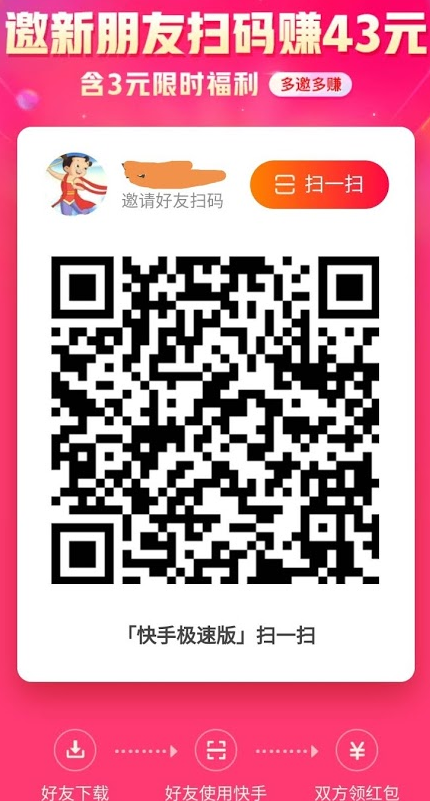 邀新朋友扫码赚43元
含3元限时福利 多邀多赚
邀请好友扫码
扫一扫
「快手极速版」扫一扫
好友下载 好友使用快手 双方领红包